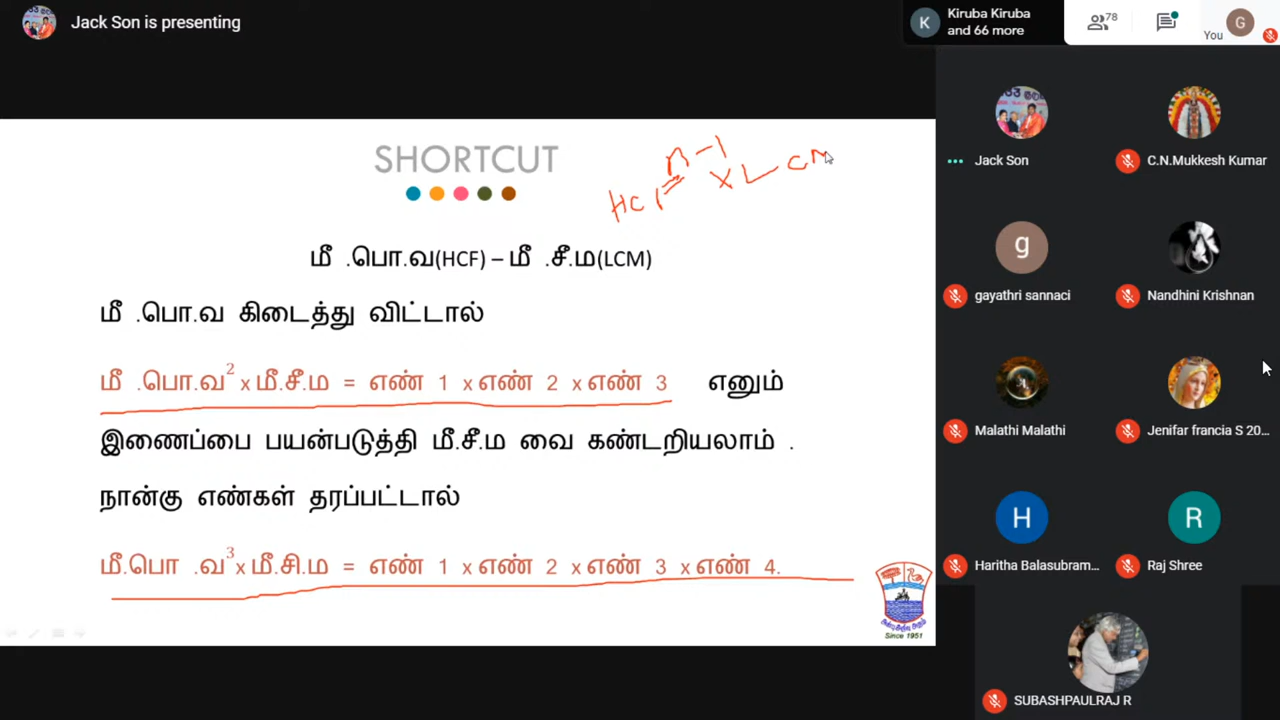 Jack Son is presenting
Kiruba Kiruba
and 66 more
78
You
G
K
SHORTCUT
HCF n-1 x LCM
மீ .பொ.வ(HCF) – மீ .சீ.ம(LCM)
மீ .பொ.வ கிடைத்து விட்டால்
மீ .பொ.வ² x மீ.சீ.ம = எண் 1 x எண் 2 x எண் 3 எனும்
இணைப்பை பயன்படுத்தி மீ.சீ.ம வை கண்டறியலாம் .
நான்கு எண்கள் தரப்பட்டால்
மீ.பொ .வ³ x மீ.சி.ம = எண் 1 x எண் 2 x எண் 3 x எண் 4.
Since 1951
Jack Son
C.N.Mukkesh Kumar
g
gayathri sannaci
Nandhini Krishnan
Malathi Malathi
Jenifar francia S 20...
H
Haritha Balasubram...
R
Raj Shree
SUBASHPAULRAJ R